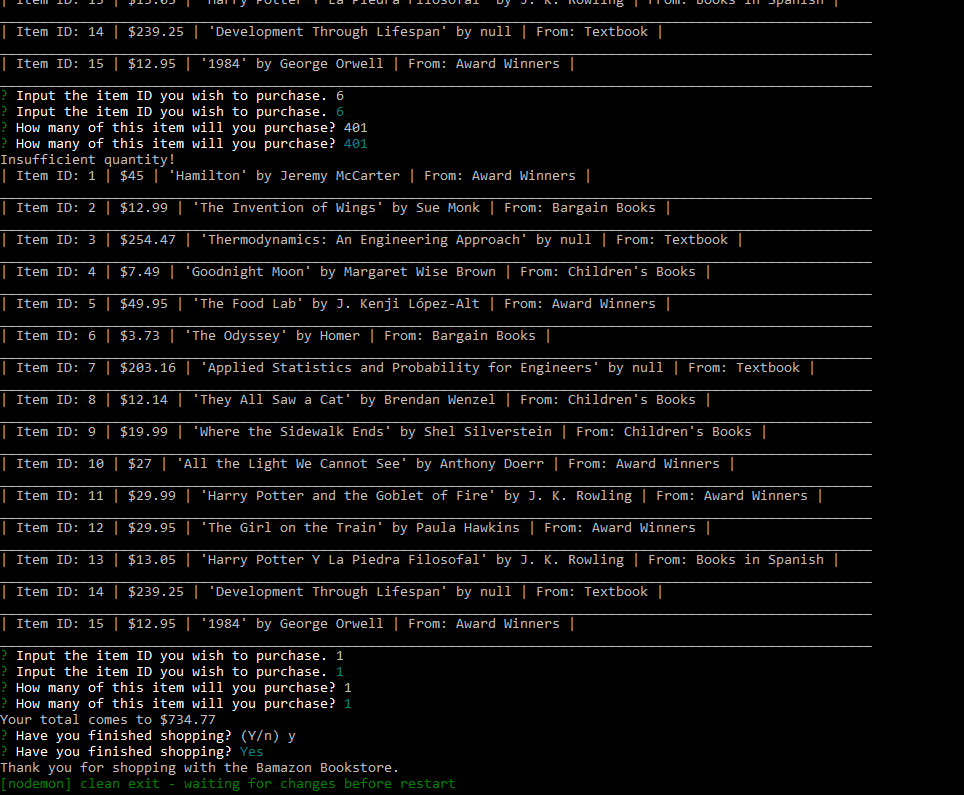 | Item ID: 13 | $13.05 | 'Harry Potter Y La Piedra Filosofal' by J. K. Rowling | From: Books in Spanish |
| Item ID: 14 | $239.25 | 'Development Through Lifespan' by null | From: Textbook |
| Item ID: 15 | $12.95 | '1984' by George Orwell | From: Award Winners |
? Input the item ID you wish to purchase. 6
? Input the item ID you wish to purchase. 6
? How many of this item will you purchase? 401
? How many of this item will you purchase? 401
Insufficient quantity!
| Item ID: 1 | $45 | 'Hamilton' by Jeremy McCarter | From: Award Winners |
| Item ID: 2 | $12.99 | 'The Invention of Wings' by Sue Monk | From: Bargain Books |
| Item ID: 3 | $254.47 | 'Thermodynamics: An Engineering Approach' by null | From: Textbook |
| Item ID: 4 | $7.49 | 'Goodnight Moon' by Margaret Wise Brown | From: Children's Books |
| Item ID: 5 | $49.95 | 'The Food Lab' by J. Kenji López-Alt | From: Award Winners |
| Item ID: 6 | $3.73 | 'The Odyssey' by Homer | From: Bargain Books |
| Item ID: 7 | $203.16 | 'Applied Statistics and Probability for Engineers' by null | From: Textbook |
| Item ID: 8 | $12.14 | 'They All Saw a Cat' by Brendan Wenzel | From: Children's Books |
| Item ID: 9 | $19.99 | 'Where the Sidewalk Ends' by Shel Silverstein | From: Children's Books |
| Item ID: 10 | $27 | 'All the Light We Cannot See' by Anthony Doerr | From: Award Winners |
| Item ID: 11 | $29.99 | 'Harry Potter and the Goblet of Fire' by J. K. Rowling | From: Award Winners |
| Item ID: 12 | $29.95 | 'The Girl on the Train' by Paula Hawkins | From: Award Winners |
| Item ID: 13 | $13.05 | 'Harry Potter Y La Piedra Filosofal' by J. K. Rowling | From: Books in Spanish |
| Item ID: 14 | $239.25 | 'Development Through Lifespan' by null | From: Textbook |
| Item ID: 15 | $12.95 | '1984' by George Orwell | From: Award Winners |
? Input the item ID you wish to purchase. 1
? Input the item ID you wish to purchase. 1
? How many of this item will you purchase? 1
? How many of this item will you purchase? 1
Your total comes to $734.77
? Have you finished shopping? (Y/n) y
? Have you finished shopping? Yes
Thank you for shopping with the Bamazon Bookstore.
[nodemon] clean exit - waiting for changes before restart